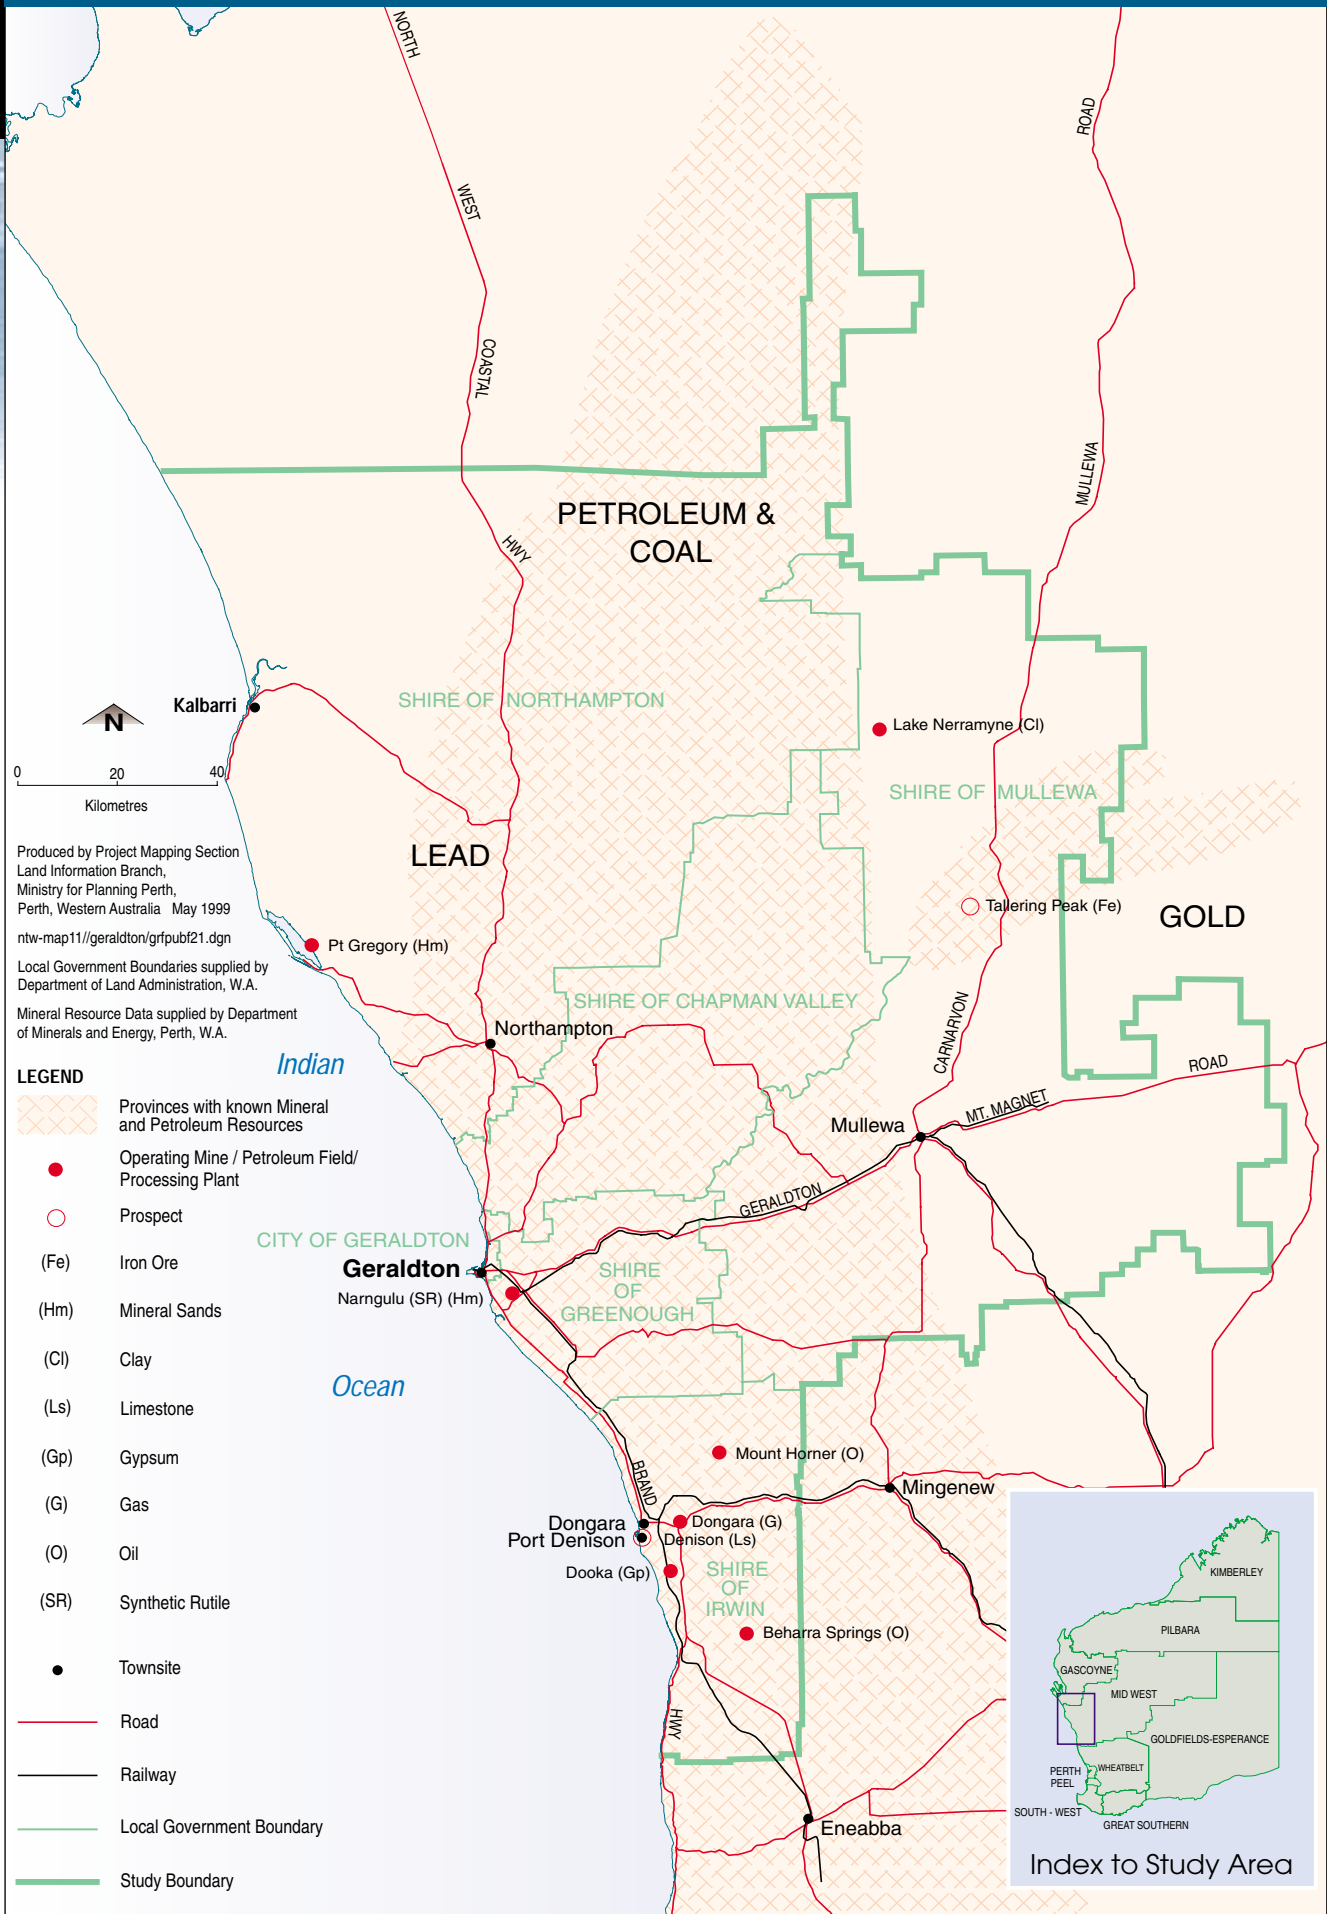 NORTH
WEST
COASTAL
HWY
ROAD
MULLEWA
CARNARVON
PETROLEUM &
COAL
SHIRE OF NORTHAMPTON
Kalbarri
N
0 20 40
Kilometres
Lake Nerramyne (Cl)
SHIRE OF MULLEWA
LEAD
Tallering Peak (Fe)
GOLD
Produced by Project Mapping Section
Land Information Branch,
Ministry for Planning Perth,
Perth, Western Australia May 1999
ntw-map11//geraldton/grfpubf21.dgn
Local Government Boundaries supplied by
Department of Land Administration, W.A.
Mineral Resource Data supplied by Department
of Minerals and Energy, Perth, W.A.
Pt Gregory (Hm)
SHIRE OF CHAPMAN VALLEY
Northampton
Indian
Ocean
Mullewa
MT. MAGNET
ROAD
GERALDTON
CITY OF GERALDTON
Geraldton
Narngulu (SR) (Hm)
SHIRE
OF
GREENOUGH
Mount Horner (O)
BRAND
Mingenew
Dongara
Port Denison
Dongara (G)
Denison (Ls)
Dooka (Gp)
SHIRE
OF
IRWIN
Beharra Springs (O)
HWY
Eneabba
LEGEND
Provinces with known Mineral
and Petroleum Resources
Operating Mine / Petroleum Field/
Processing Plant
Prospect
(Fe) Iron Ore
(Hm) Mineral Sands
(Cl) Clay
(Ls) Limestone
(Gp) Gypsum
(G) Gas
(O) Oil
(SR) Synthetic Rutile
Townsite
Road
Railway
Local Government Boundary
Study Boundary
KIMBERLEY
PILBARA
GASCOYNE
MID WEST
GOLDFIELDS-ESPERANCE
PERTH
PEEL
WHEATBELT
SOUTH - WEST
GREAT SOUTHERN
Index to Study Area